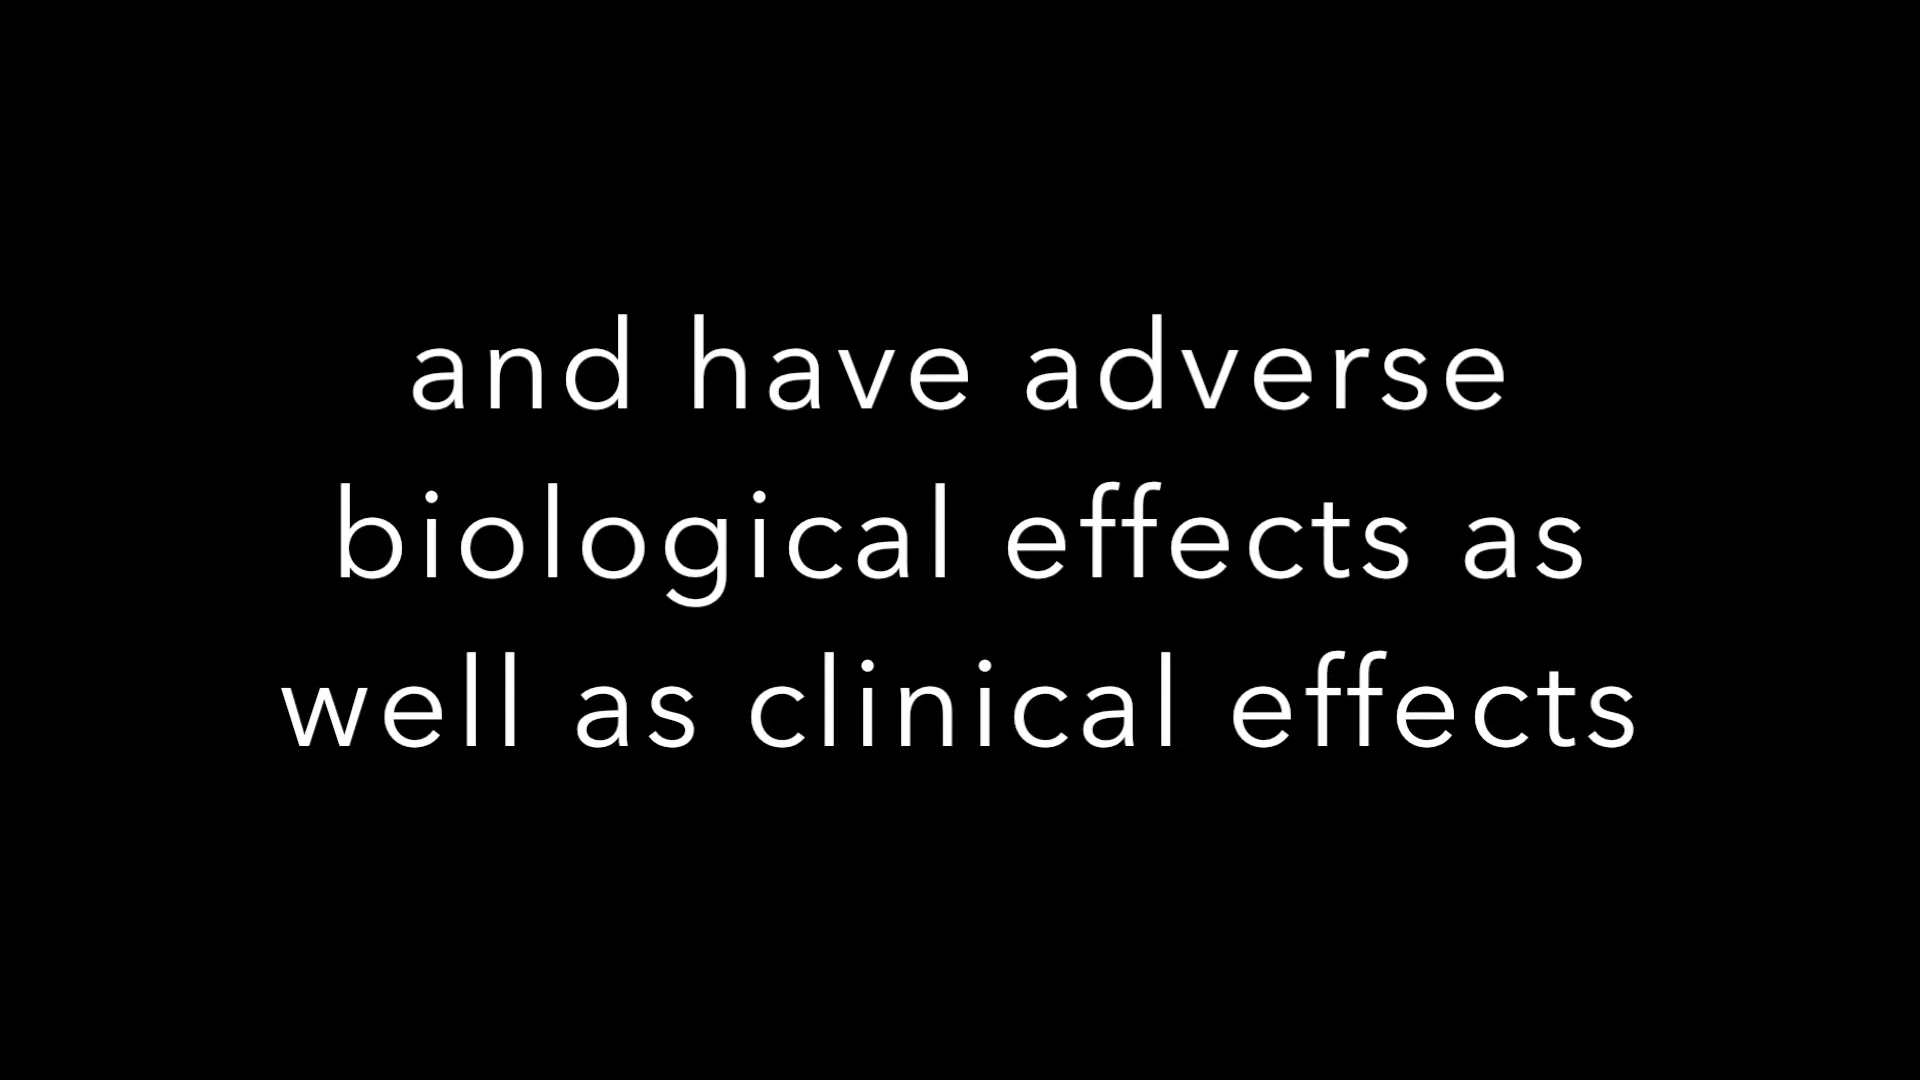 and have adverse
biological effects as
well as clinical effects